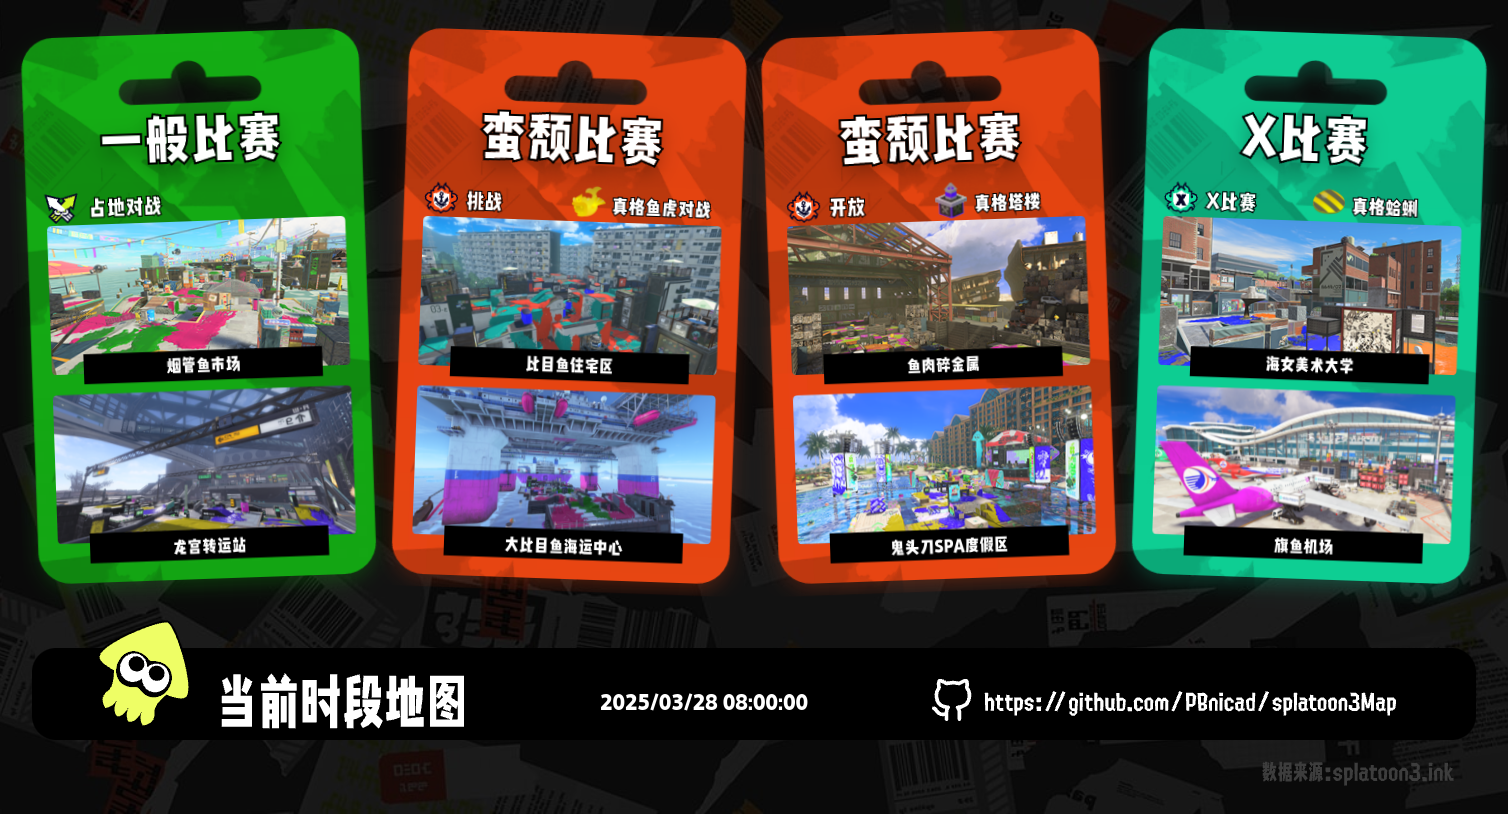 一般比赛
占地对战
烟管鱼市场
龙宫转运站
蛮颓比赛
挑战
真格鱼虎对战
比目鱼住宅区
大比目鱼海运中心
蛮颓比赛
开放
真格塔楼
鱼肉碎金属
鬼头刀SPA度假区
X比赛
X比赛
真格蛤蜊
海女美术大学
旗鱼机场
当前时段地图
2025/03/28 08:00:00
https://github.com/PBnicad/splatoon3Map
数据来源:splatoon3.ink